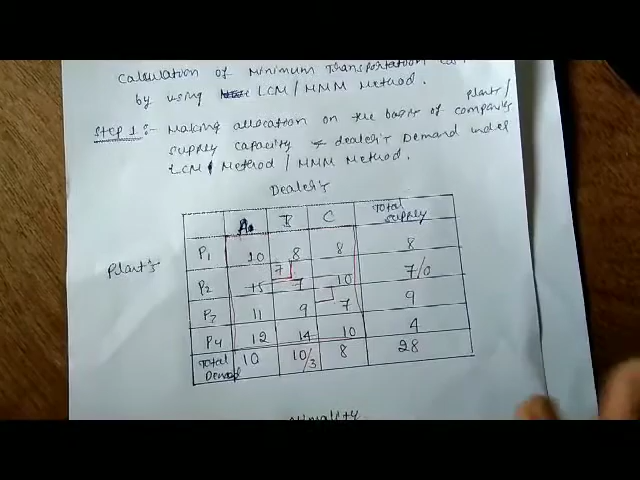 Calculation of Minimum Transportation
by using LCM / MMM Method.
Step 1 :- Making allocation on the basis of company's plant /
supply capacity & dealer's Demand under
LCM Method / MMM Method.
Dealer's
A B C Total supply
Plant's
P1 10 8 8 8
7
P2 15 7 10 7/0
P3 11 9 7 9
P4 12 14 10 4
Total Demand 10 10/3 8 28